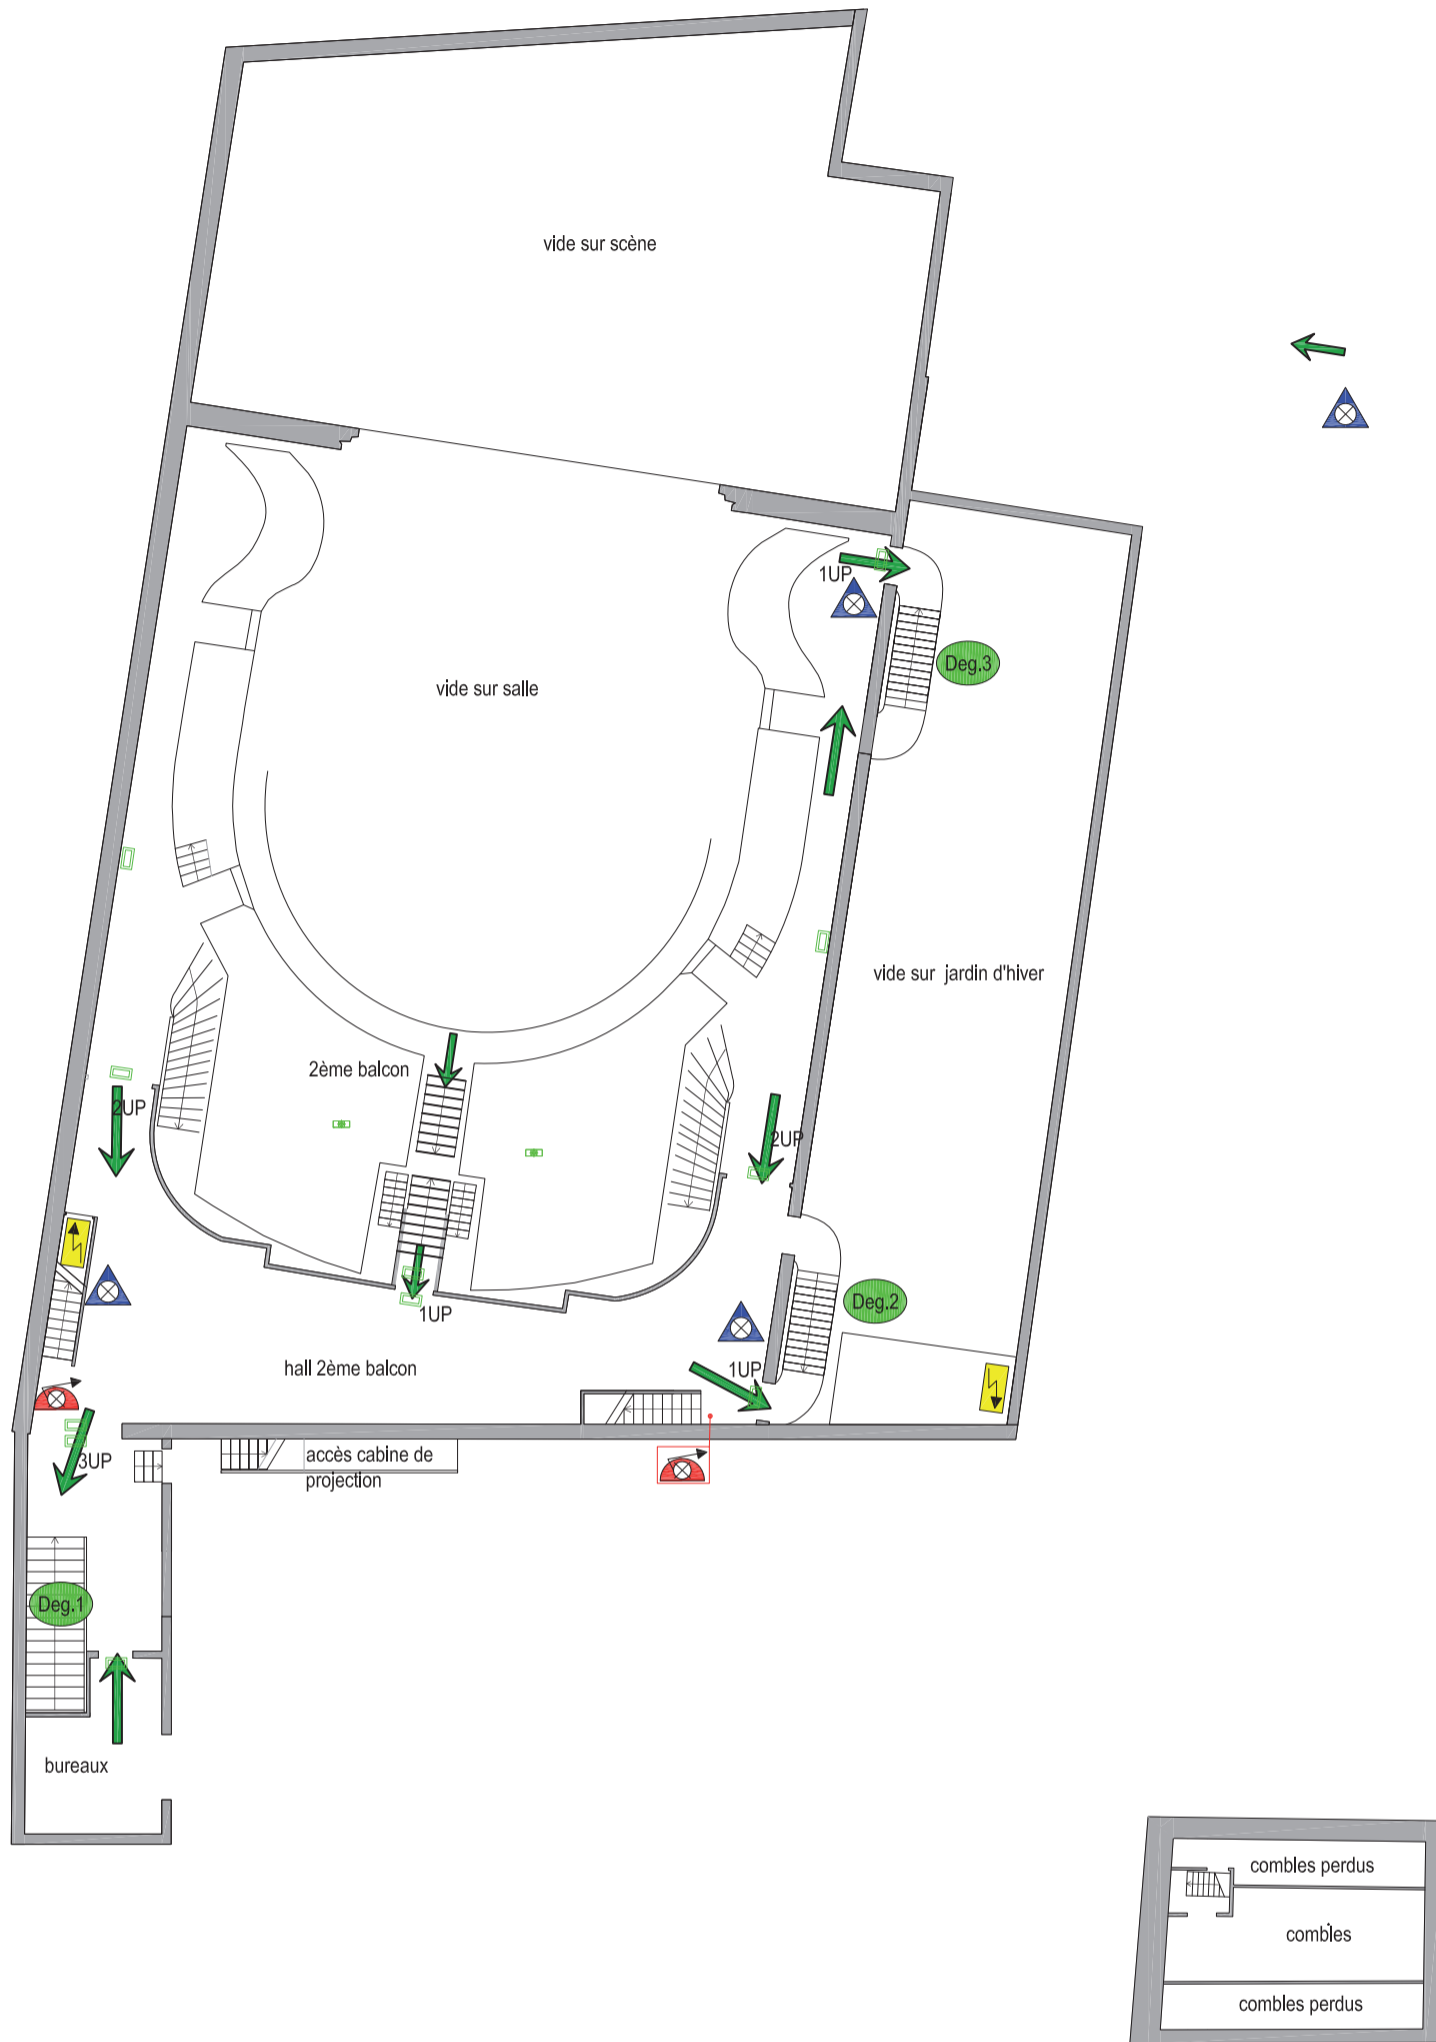 vide sur scène
1UP
Deg.3
vide sur salle
vide sur jardin d'hiver
2ème balcon
2UP
2UP
Deg.2
1UP
hall 2ème balcon
1UP
accès cabine de
projection
3UP
Deg.1
bureaux
combles perdus
combles
combles perdus